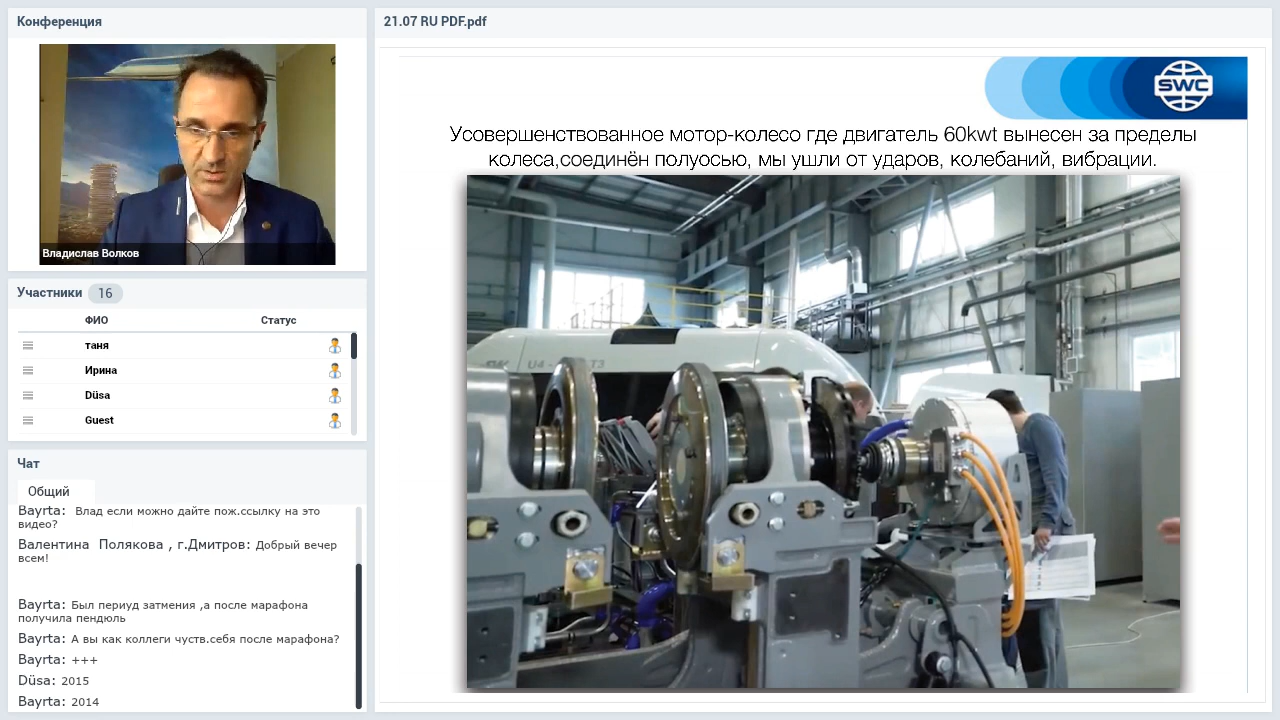 Конференция
Владислав Волков
Участники 16
ФИО Статус
таня
Ирина
Düsa
Guest
Чат
Общий
Bayrta: Влад если можно дайте пож.ссылку на это
видео?
Валентина Полякова , г.Дмитров: Добрый вечер
всем!
Bayrta: Был периуд затмения ,а после марафона
получила пендюль
Bayrta: А вы как коллеги чуств.себя после марафона?
Bayrta: +++
Düsa: 2015
Bayrta: 2014
21.07 RU PDF.pdf
SWC
Усовершенствованное мотор-колесо где двигатель 60kwt вынесен за пределы
колеса,соединён полуосью, мы ушли от ударов, колебаний, вибрации.
U4-